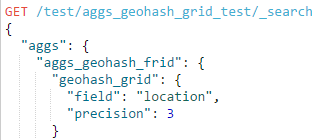 GET /test/aggs_geohash_grid_test/_search
{
  "aggs": {
    "aggs_geohash_frid": {
      "geohash_grid": {
        "field": "location",
        "precision": 3
      }